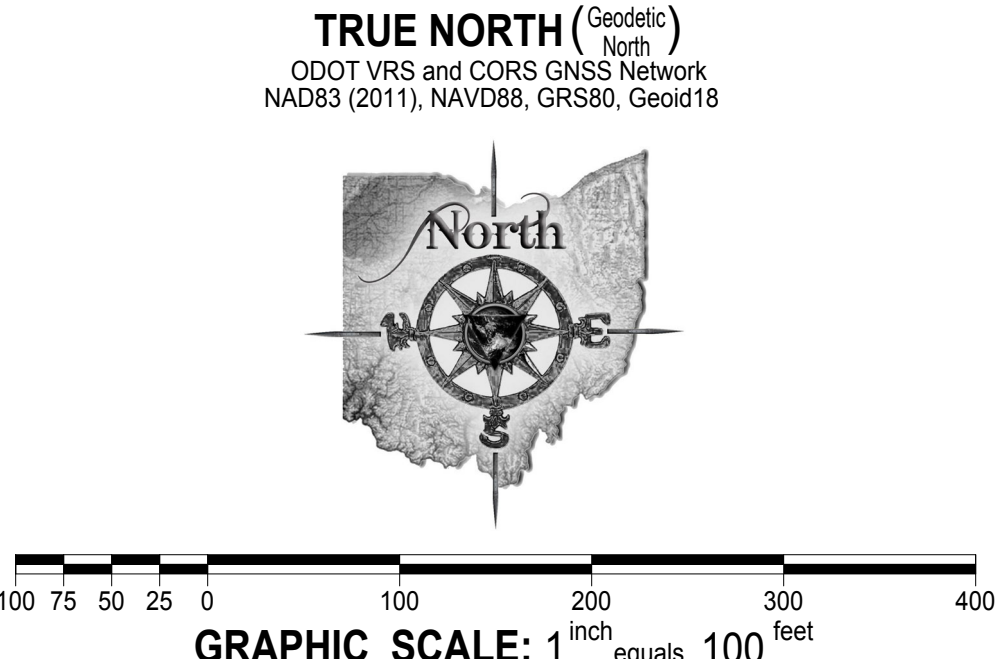 TRUE NORTH (Geodetic North)
ODOT VRS and CORS GNSS Network
NAD83 (2011), NAVD88, GRS80, Geoid18
North
W E
S
100 75 50 25 0 100 200 300 400
GRAPHIC SCALE: 1 inch equals 100 feet